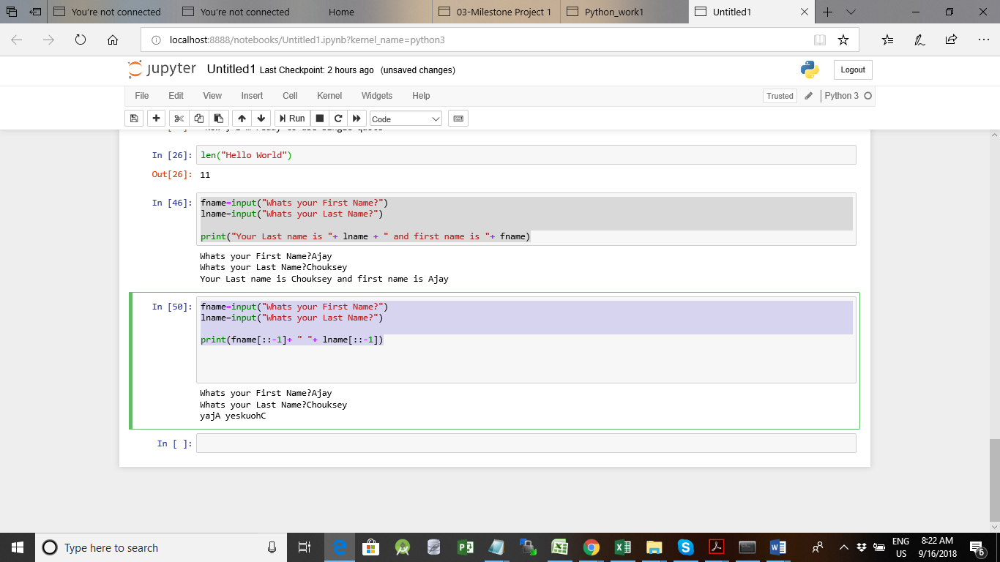 You're not connected
You're not connected
Home
03-Milestone Project 1
Python_work1
Untitled1
localhost:8888/notebooks/Untitled1.ipynb?kernel_name=python3
jupyter Untitled1 Last Checkpoint: 2 hours ago (unsaved changes)
Logout
File Edit View Insert Cell Kernel Widgets Help
Trusted
Python 3
Run
Code
In [26]: len("Hello World")
Out[26]: 11
In [46]: fname=input("Whats your First Name?")
lname=input("Whats your Last Name?")
print("Your Last name is "+ lname + " and first name is "+ fname)
Whats your First Name?Ajay
Whats your Last Name?Chouksey
Your Last name is Chouksey and first name is Ajay
In [50]: fname=input("Whats your First Name?")
lname=input("Whats your Last Name?")
print(fname[::-1]+ " "+ lname[::-1])
Whats your First Name?Ajay
Whats your Last Name?Chouksey
yajA yeskuohC
In [ ]:
Type here to search
ENG
US
8:22 AM
9/16/2018
6